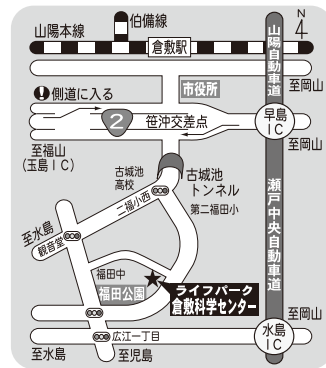 山陽本線
伯備線
倉敷駅
N
山陽自動車道
至岡山
市役所
側道に入る
2
笹沖交差点
早島
IC
至岡山
至福山
(玉島IC)
古城池
高校
古城池
トンネル
二福小西
第二福田小
至水島
観音堂
瀬戸中央自動車道
福田中
福田公園
ライフパーク
倉敷科学センター
至岡山
広江一丁目
水島
IC
至水島
至児島